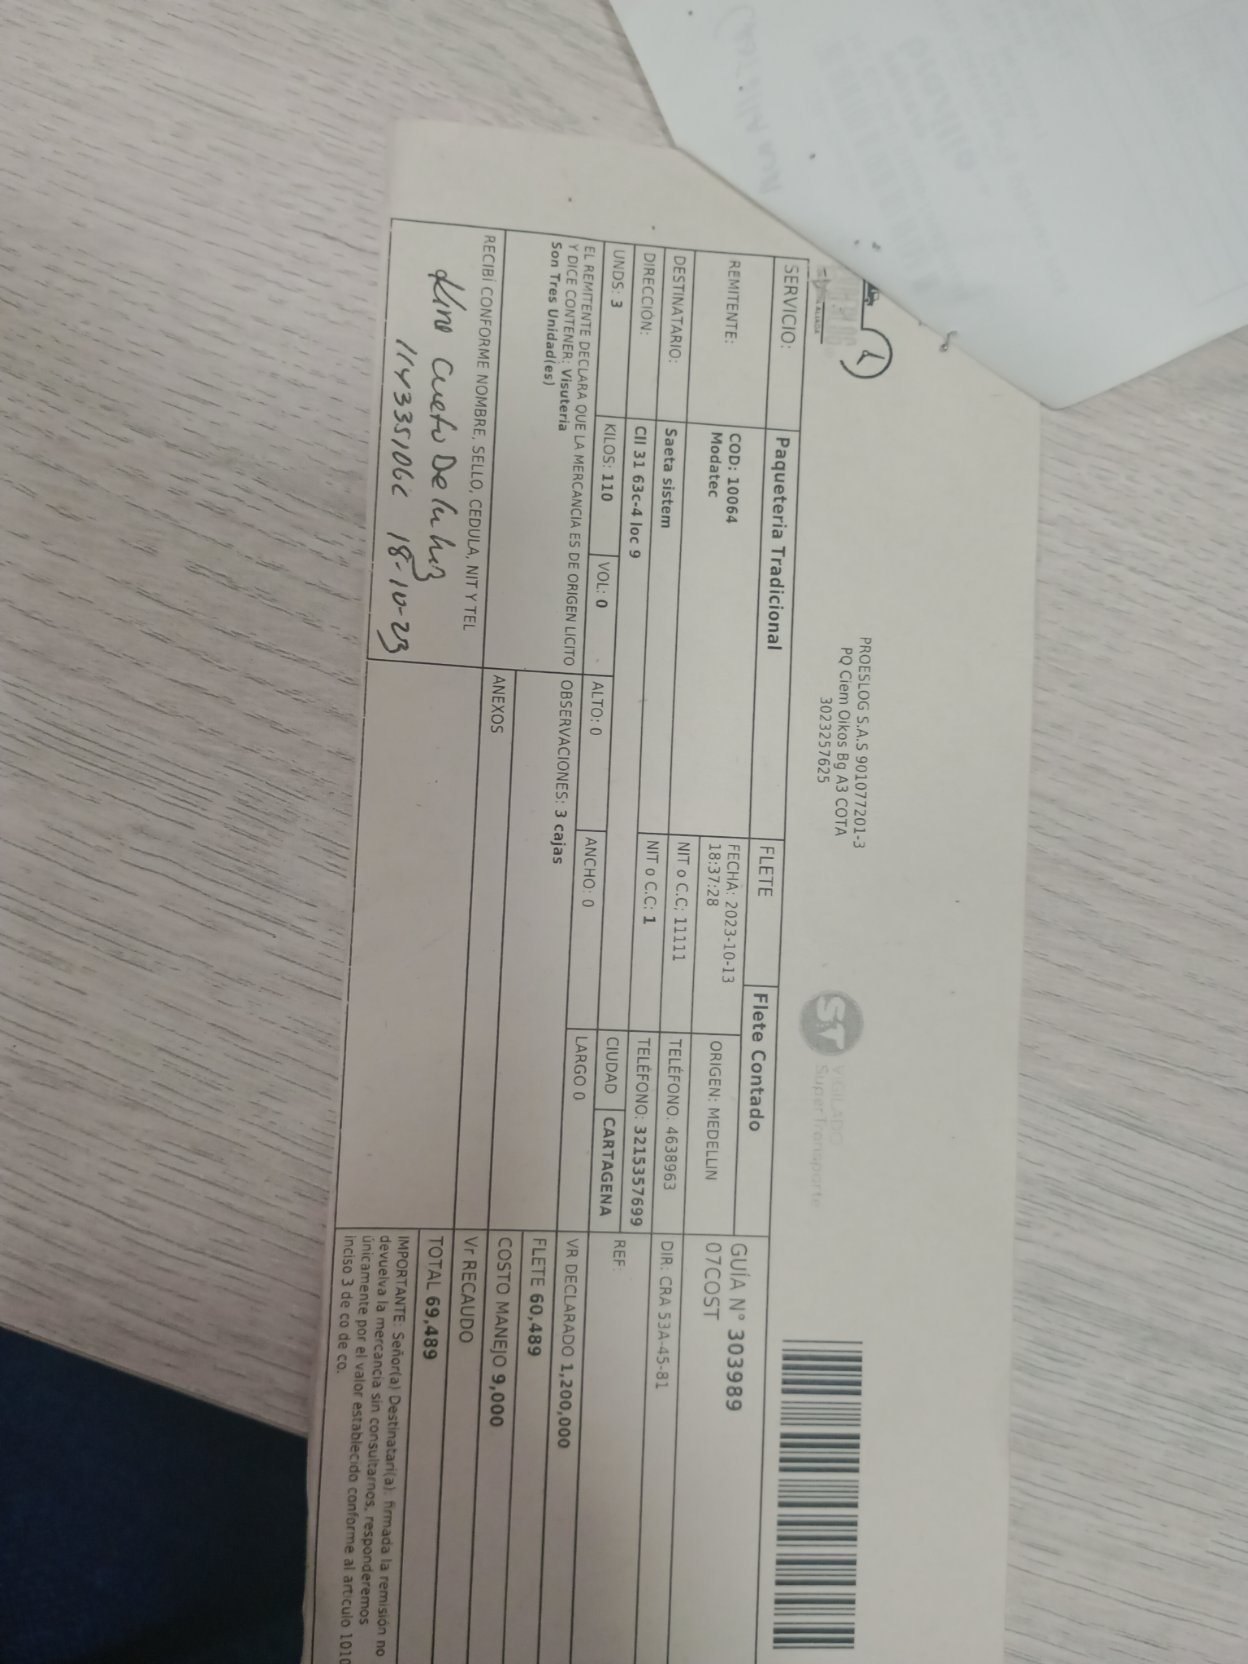 PROESLOG S.A.S 901077201-3
PQ Ciem Oikos Bg A3 COTA
3023257625
VIGILADO
SuperTransporte
SERVICIO: Paqueteria Tradicional FLETE Flete Contado
REMITENTE: COD: 10064 Modatec FECHA: 2023-10-13 18:37:28 ORIGEN: MEDELLIN GUÍA N° 303989 07COST
NIT o C.C: 11111 TELÉFONO: 4638963 DIR: CRA 53A-45-81
DESTINATARIO: Saeta sistem NIT o C.C: 1 TELÉFONO: 3215357699 REF:
DIRECCIÓN: Cll 31 63c-4 loc 9 CIUDAD CARTAGENA
UNDS: 3 KILOS: 110 VOL: 0 ALTO: 0 ANCHO: 0 LARGO 0 VR DECLARADO 1,200,000
EL REMITENTE DECLARA QUE LA MERCANCIA ES DE ORIGEN LICITO
Y DICE CONTENER: Visuteria
Son Tres Unidad(es)
OBSERVACIONES: 3 cajas
FLETE 60,489
COSTO MANEJO 9,000
RECIBÍ CONFORME NOMBRE, SELLO, CEDULA, NIT Y TEL
ANEXOS
Vr RECAUDO
TOTAL 69,489
Cueto De la
18-10-23
IMPORTANTE: Señor(a) Destinatari(a): firmada la remisión no
devuelva la mercancia sin consultarnos, responderemos
únicamente por el valor establecido conforme al articulo 1010
inciso 3 de co de co.